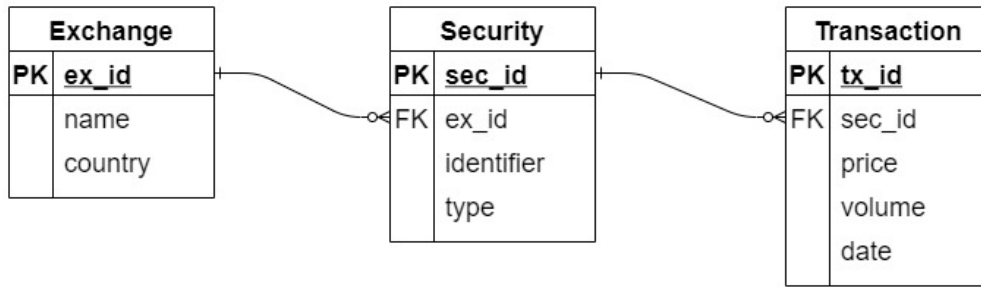 Exchange
PK ex_id
name
country
Security
PK sec_id
FK ex_id
identifier
type
Transaction
PK tx_id
FK sec_id
price
volume
date